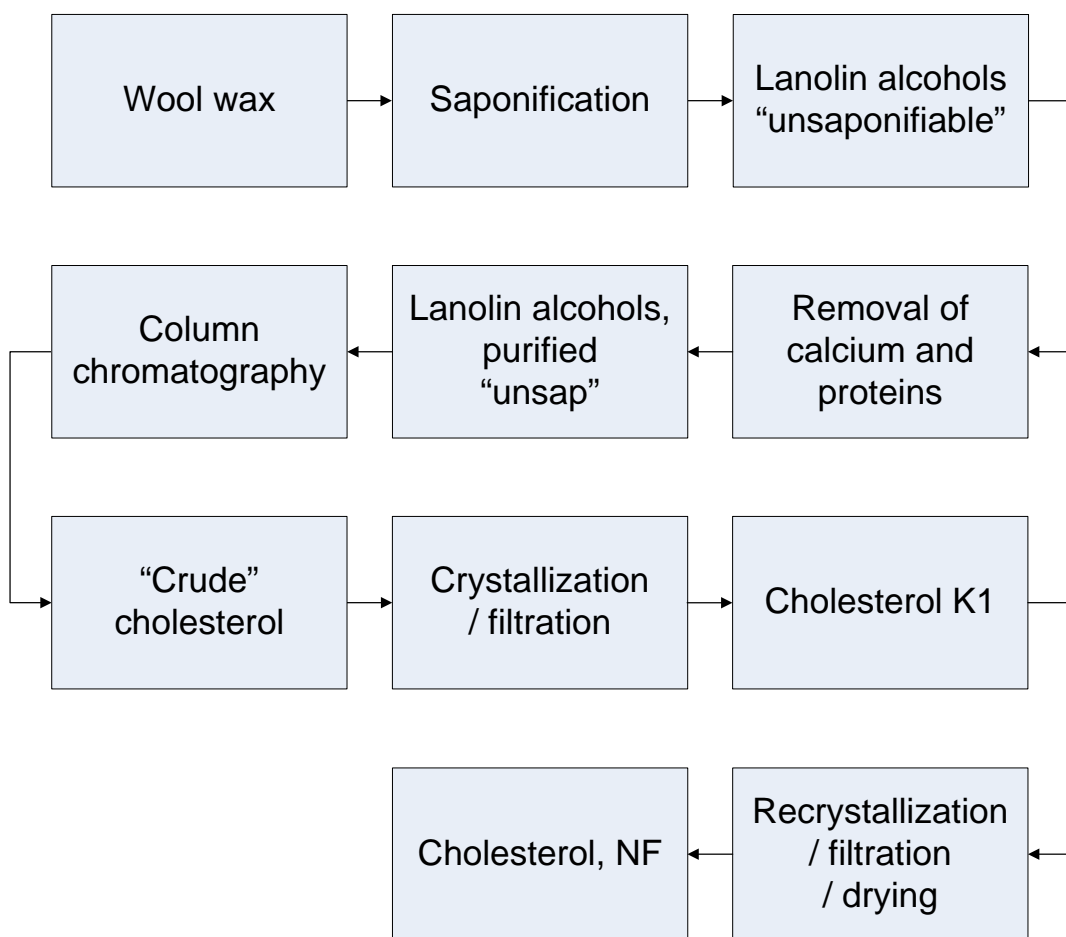 Wool wax
Saponification
Lanolin alcohols
“unsaponifiable”
Removal of
calcium and
proteins
Lanolin alcohols,
purified
“unsap”
Column
chromatography
“Crude”
cholesterol
Crystallization
/ filtration
Cholesterol K1
Recrystallization
/ filtration
/ drying
Cholesterol, NF